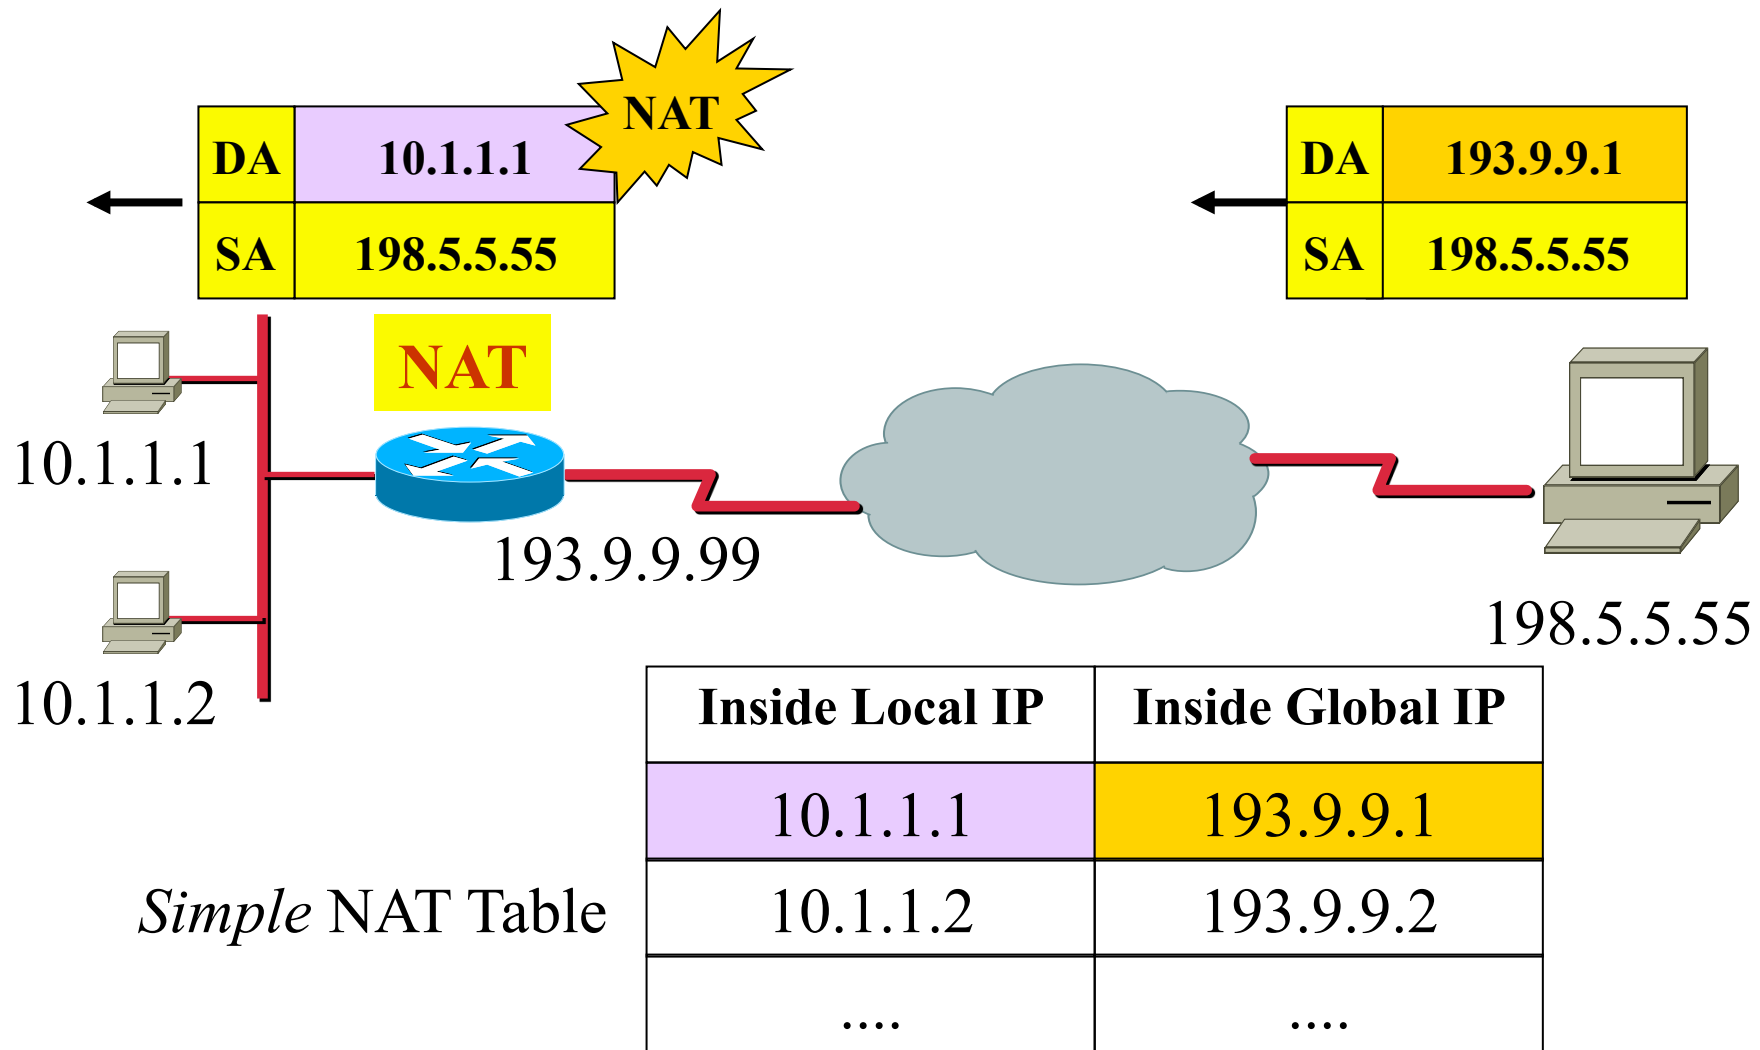 NAT
DA 10.1.1.1
SA 198.5.5.55
DA 193.9.9.1
SA 198.5.5.55
NAT
10.1.1.1
193.9.9.99
198.5.5.55
10.1.1.2
Inside Local IP Inside Global IP
10.1.1.1 193.9.9.1
Simple NAT Table
10.1.1.2 193.9.9.2
.... ....